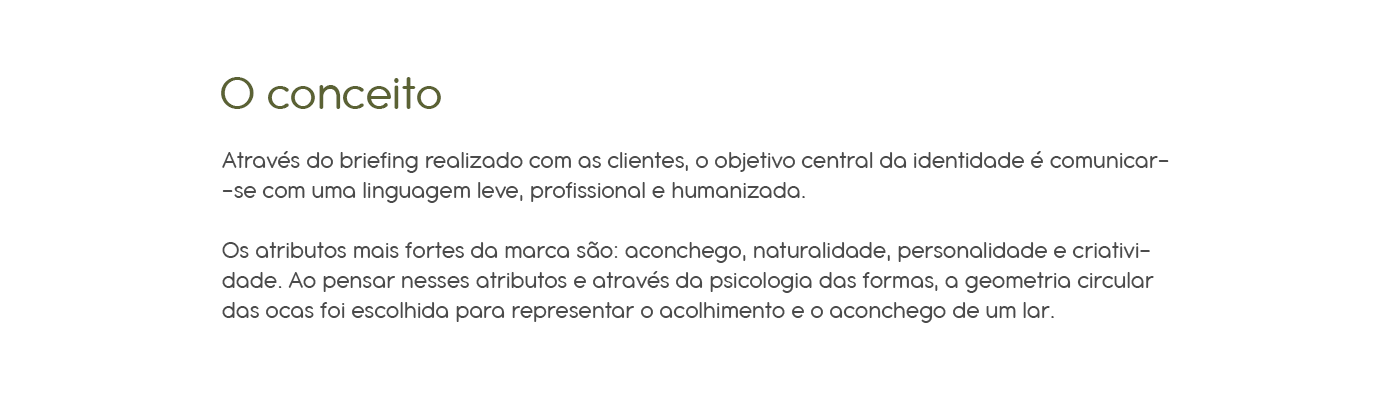 O conceito
Através do briefing realizado com as clientes, o objetivo central da identidade é comunicar-
-se com uma linguagem leve, profissional e humanizada.
Os atributos mais fortes da marca são: aconchego, naturalidade, personalidade e criativi-
dade. Ao pensar nesses atributos e através da psicologia das formas, a geometria circular
das ocas foi escolhida para representar o acolhimento e o aconchego de um lar.